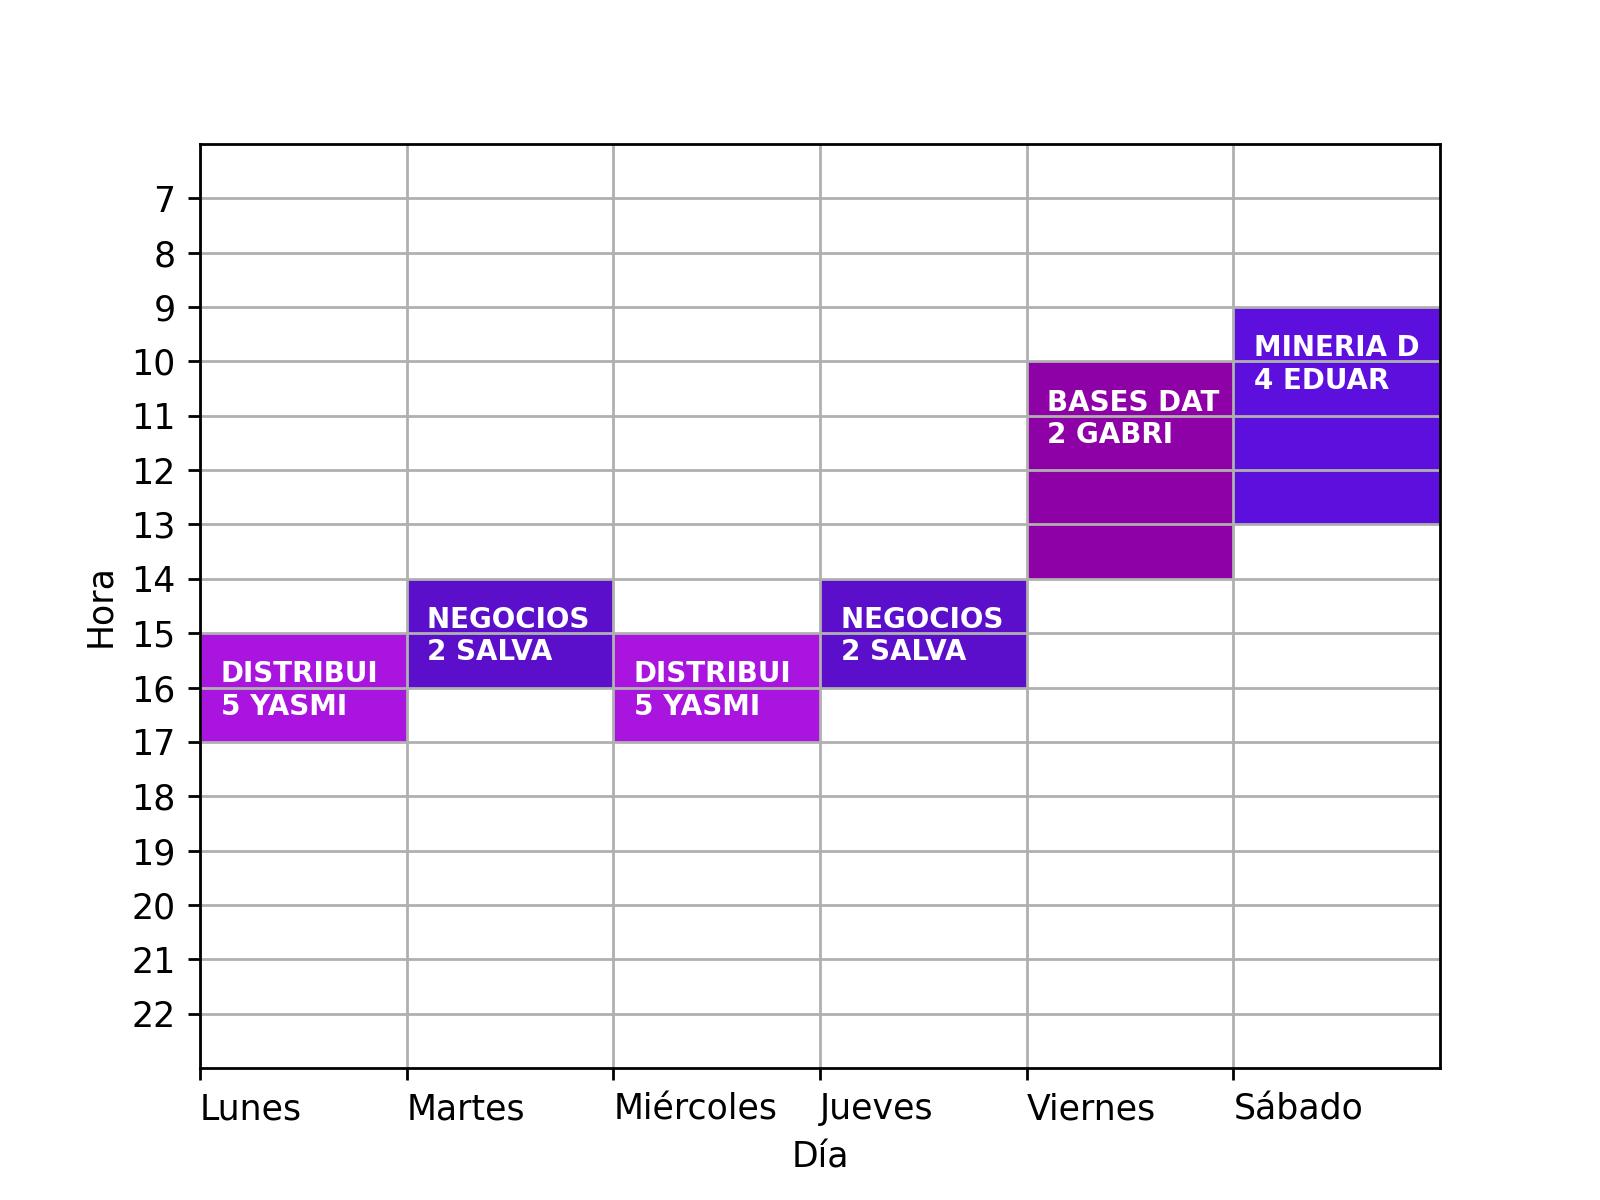 7
8
9
10
11
12
13
14
15
16
17
18
19
20
21
22
Hora
MINERIA D
4 EDUAR
BASES DAT
2 GABRI
NEGOCIOS
2 SALVA
NEGOCIOS
2 SALVA
DISTRIBUI
5 YASMI
DISTRIBUI
5 YASMI
Lunes Martes Miércoles Jueves Viernes Sábado
Día